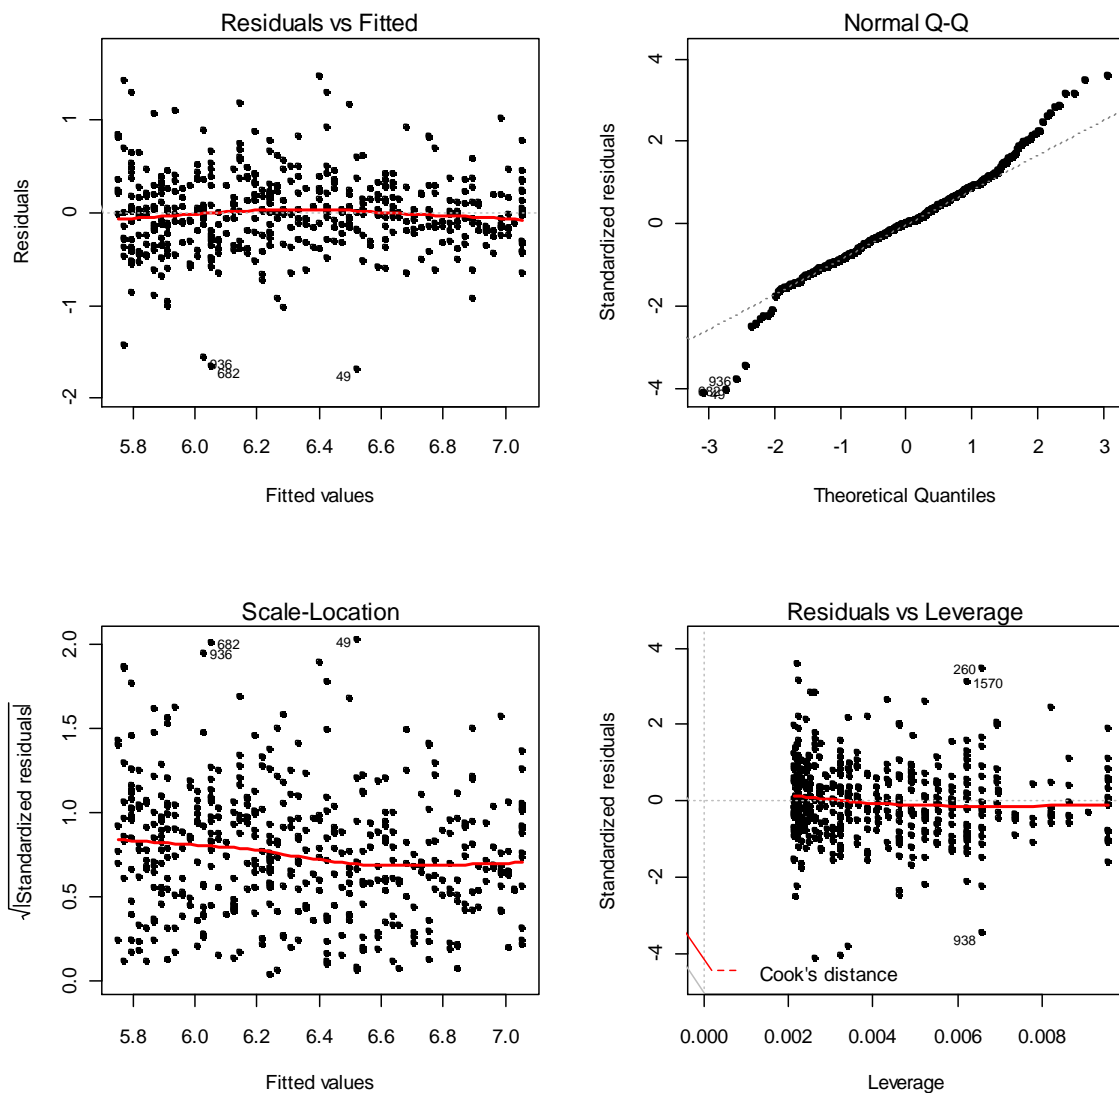 Residuals vs Fitted
Residuals
1
0
-1
-2
936
682
49
5.8 6.0 6.2 6.4 6.6 6.8 7.0
Fitted values
Normal Q-Q
Standardized residuals
4
2
0
-2
-4
936
682
49
-3 -2 -1 0 1 2 3
Theoretical Quantiles
Scale-Location
√|Standardized residuals|
2.0
1.5
1.0
0.5
0.0
682
936
49
5.8 6.0 6.2 6.4 6.6 6.8 7.0
Fitted values
Residuals vs Leverage
Standardized residuals
4
2
0
-2
-4
260
1570
938
Cook's distance
0.000 0.002 0.004 0.006 0.008
Leverage